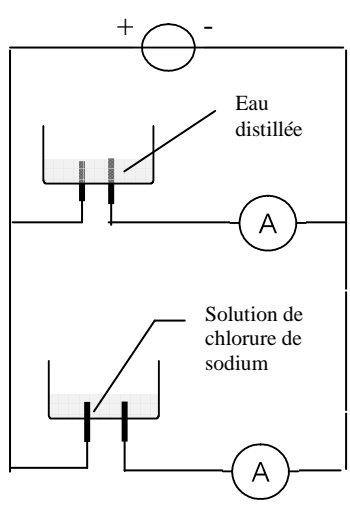 + -
Eau
distillée
A
Solution de
chlorure de
sodium
A